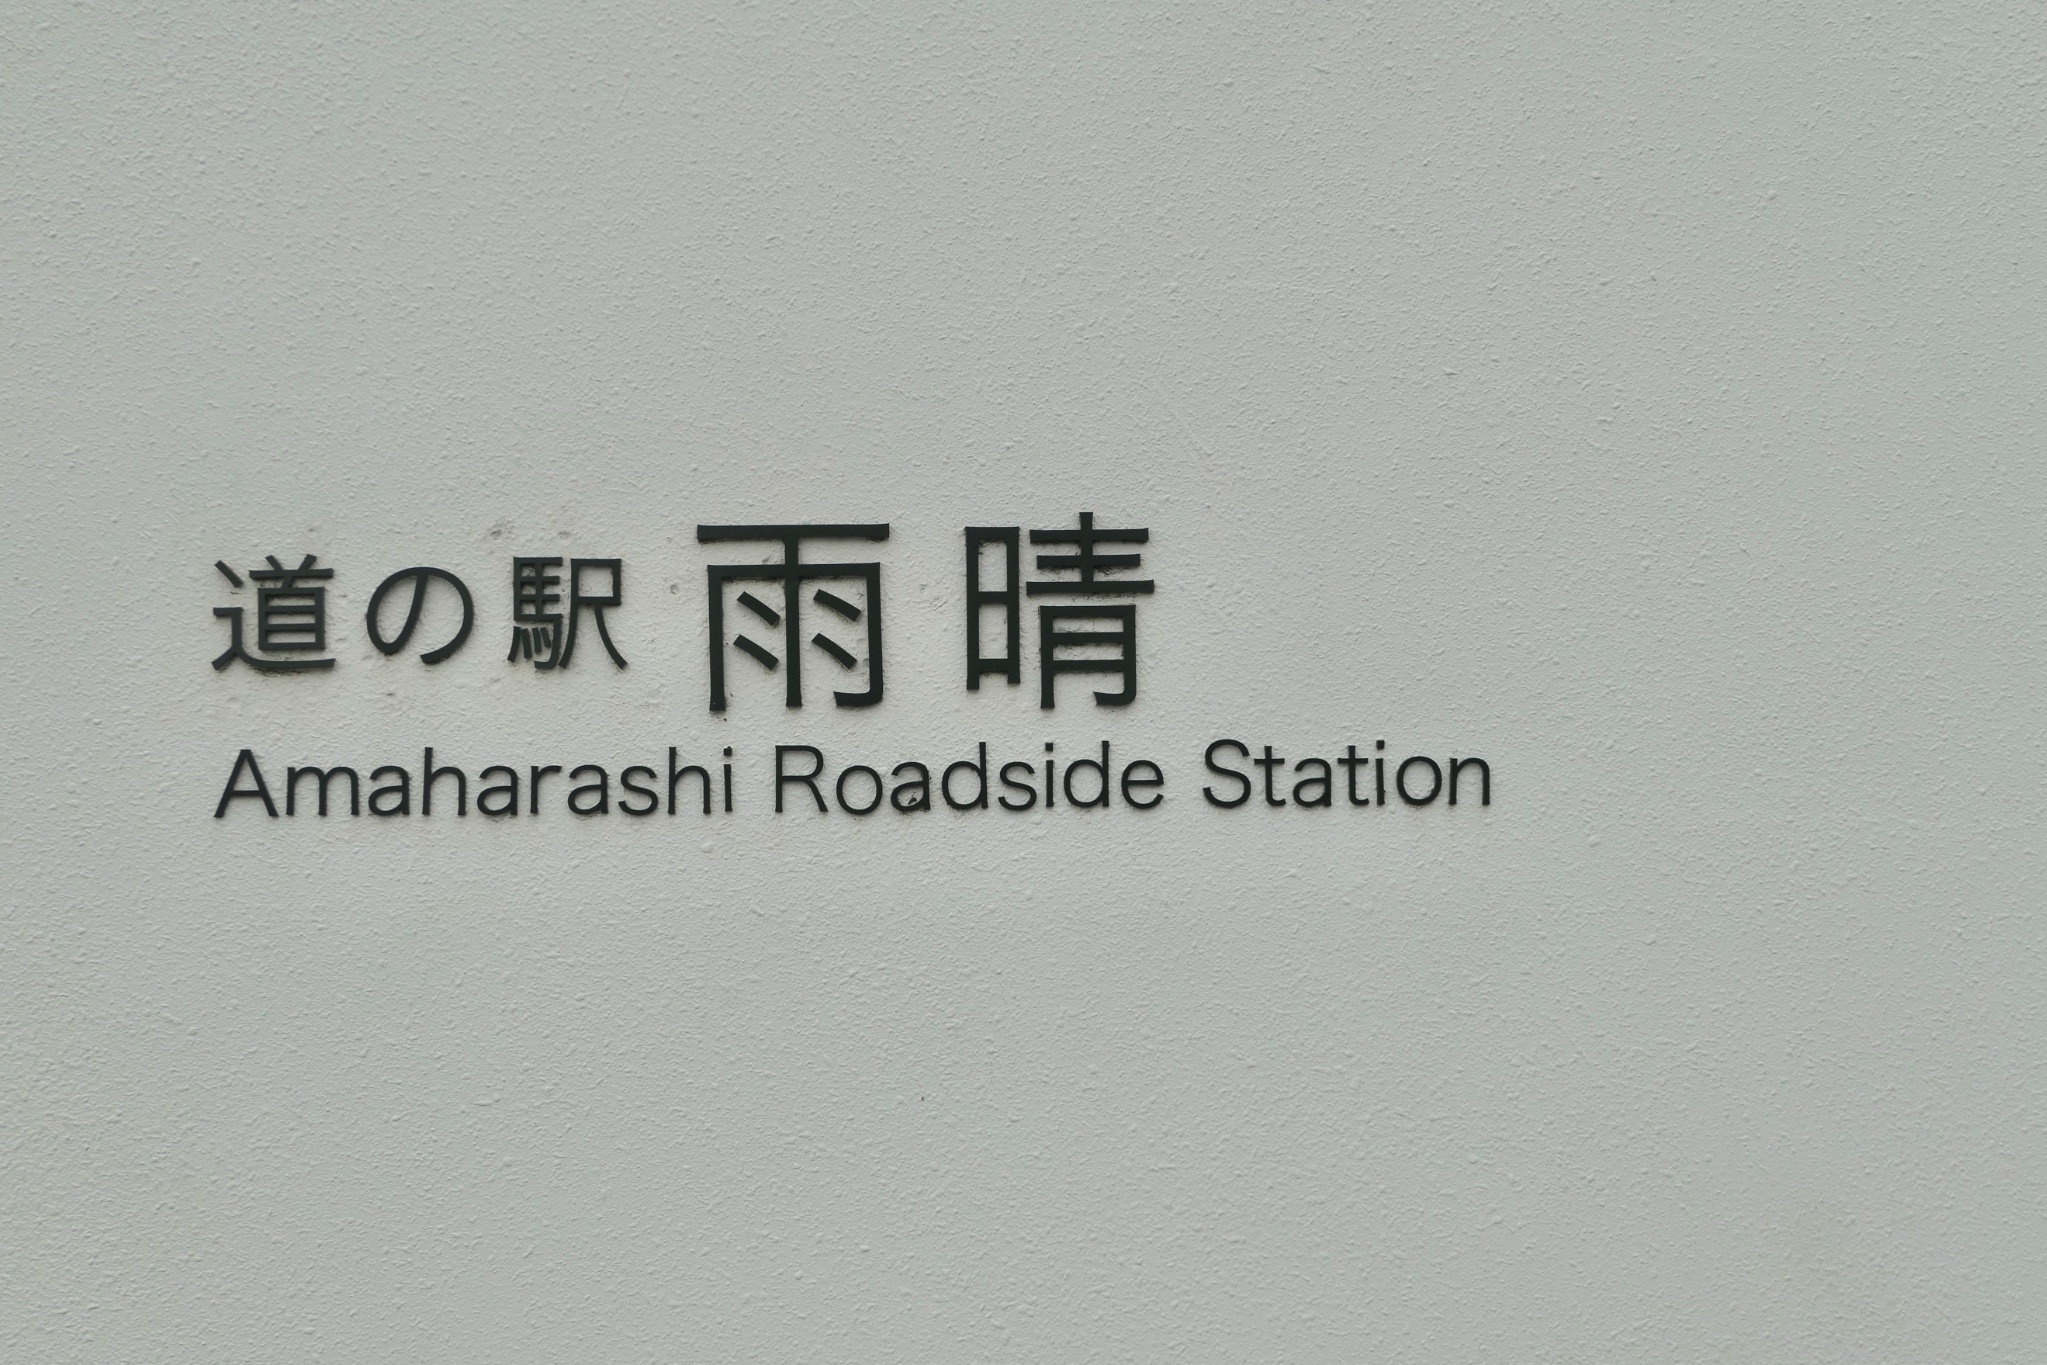 道の駅 雨晴
Amaharashi Roadside Station